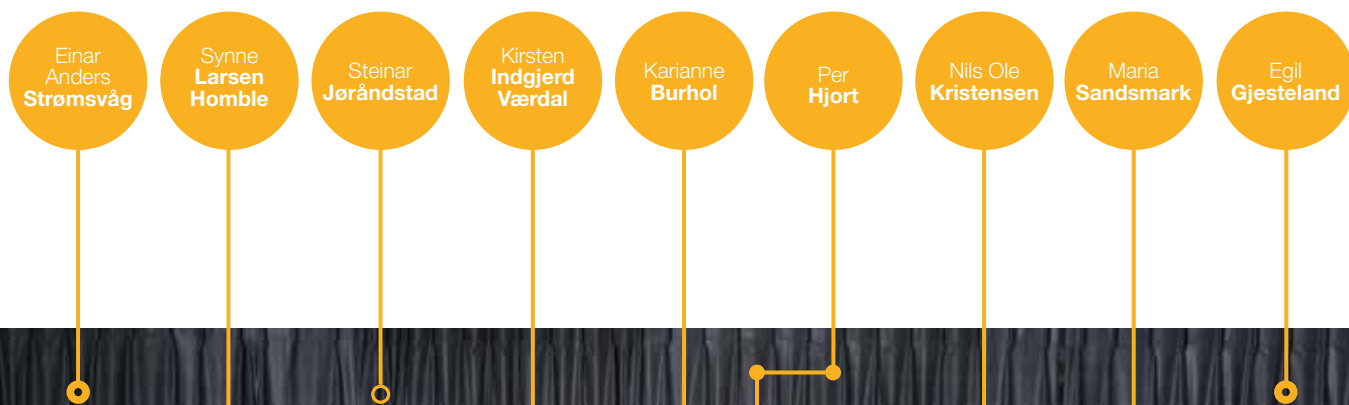 Einar
Anders
Strømsvåg
Synne
Larsen
Homble
Steinar
Jøråndstad
Kirsten
Indgjerd
Værdal
Karianne
Burhol
Per
Hjort
Nils Ole
Kristensen
Maria
Sandsmark
Egil
Gjesteland